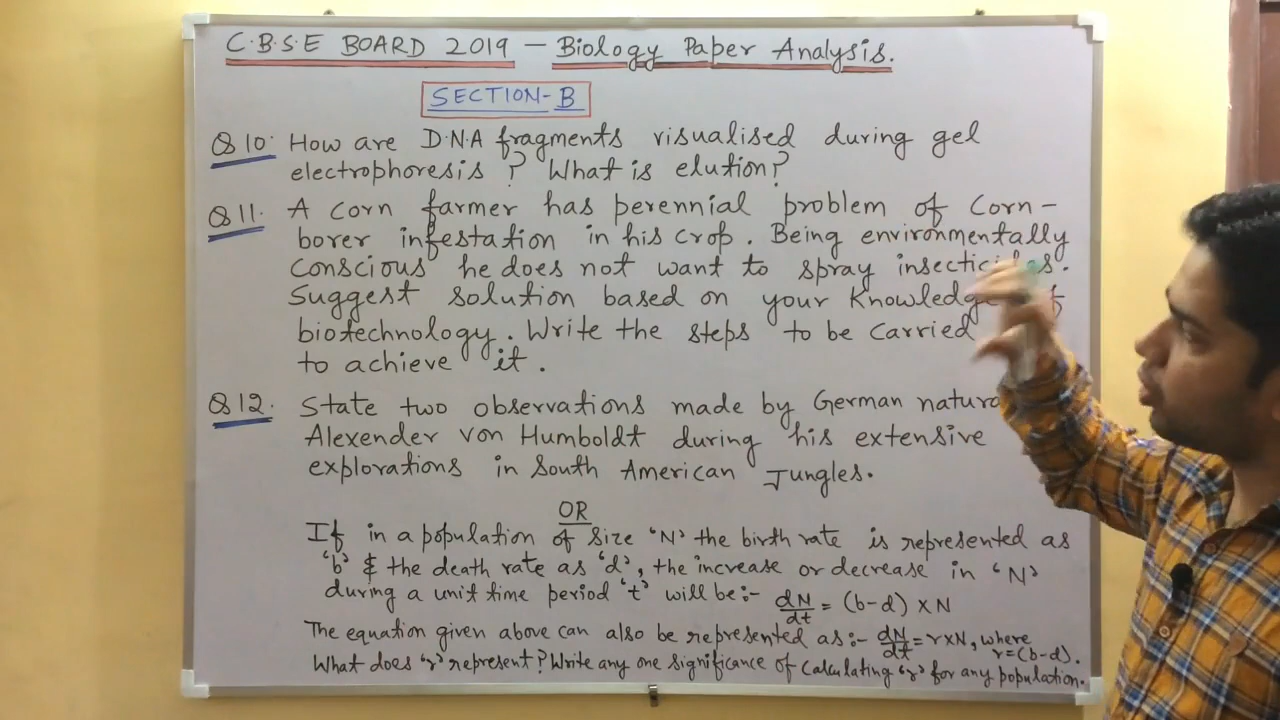 C.B.S.E BOARD 2019 – Biology Paper Analysis.
SECTION-B
Q 10. How are D.N.A fragments visualised during gel
electrophoresis? What is elution?
Q 11. A corn farmer has perennial problem of corn-
borer infestation in his crop. Being environmentally
conscious he does not want to spray insecticides.
Suggest solution based on your knowledge of
biotechnology. Write the steps to be carried
to achieve it.
Q 12. State two observations made by German natura
Alexender von Humboldt during his extensive
explorations in South American Jungles.
OR
If in a population of size 'N' the birth rate is represented as
'b' & the death rate as 'd', the increase or decrease in 'N'
during a unit time period 't' will be:- dN/dt = (b-d) × N
The equation given above can also be represented as:- dN/dt = r×N, where r=(b-d).
What does 'r' represent? Write any one significance of calculating 'r' for any population.